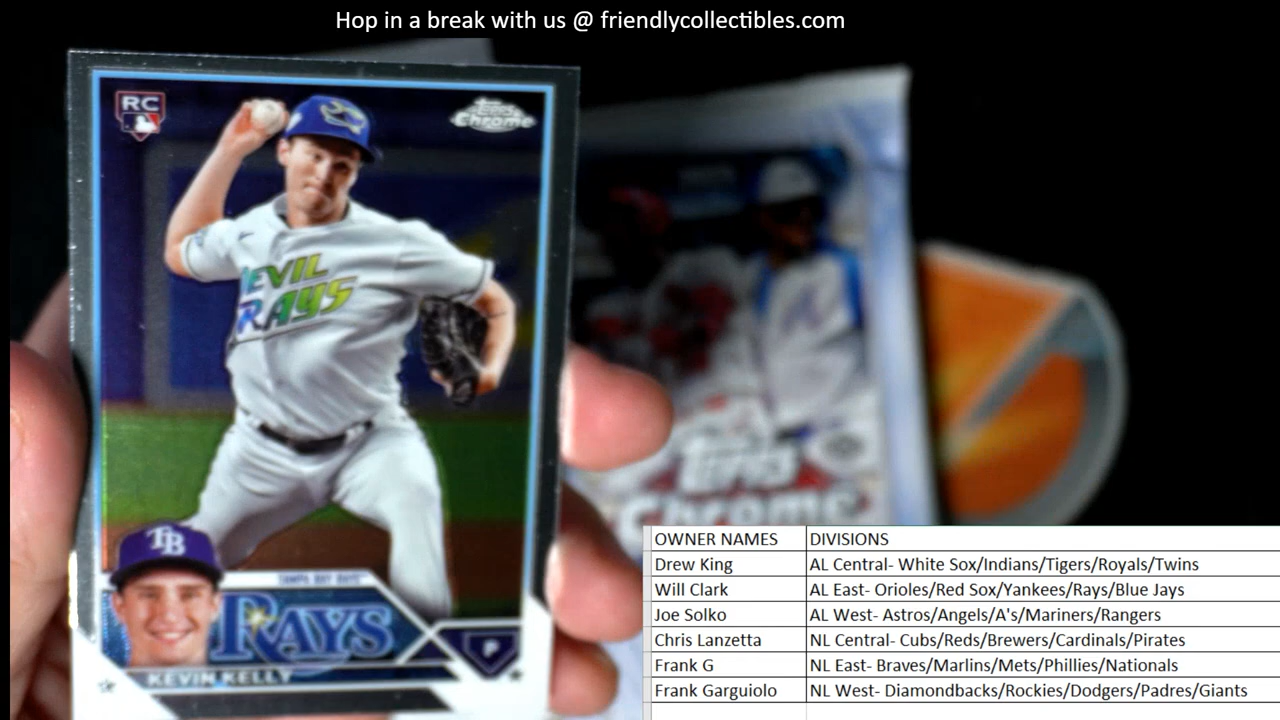 Hop in a break with us @ friendlycollectibles.com
RC
Topps
Chrome
DEVIL
RAYS
TB
TAMPA BAY RAYS
RAYS
P
KEVIN KELLY
Topps
Chrome
OWNER NAMES DIVISIONS
Drew King AL Central- White Sox/Indians/Tigers/Royals/Twins
Will Clark AL East- Orioles/Red Sox/Yankees/Rays/Blue Jays
Joe Solko AL West- Astros/Angels/A's/Mariners/Rangers
Chris Lanzetta NL Central- Cubs/Reds/Brewers/Cardinals/Pirates
Frank G NL East- Braves/Marlins/Mets/Phillies/Nationals
Frank Garguiolo NL West- Diamondbacks/Rockies/Dodgers/Padres/Giants